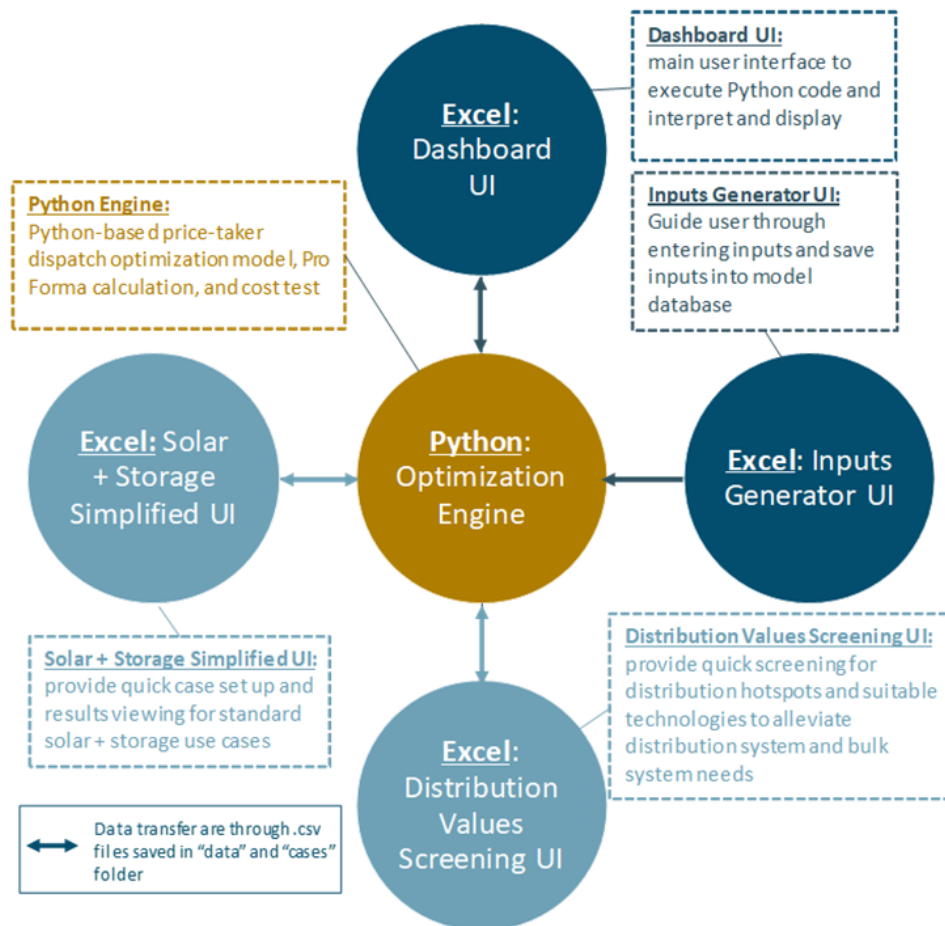 Dashboard UI:
main user interface to
execute Python code and
interpret and display
Excel:
Dashboard
UI
Python Engine:
Python-based price-taker
dispatch optimization model, Pro
Forma calculation, and cost test
Inputs Generator UI:
Guide user through
entering inputs and save
inputs into model
database
Excel: Solar
+ Storage
Simplified UI
Python:
Optimization
Engine
Excel: Inputs
Generator UI
Solar + Storage Simplified UI:
provide quick case set up and
results viewing for standard
solar + storage use cases
Distribution Values Screening UI:
provide quick screening for
distribution hotspots and suitable
technologies to alleviate
distribution system and bulk
system needs
Excel:
Distribution
Values
Screening UI
Data transfer are through .csv
files saved in “data” and “cases”
folder